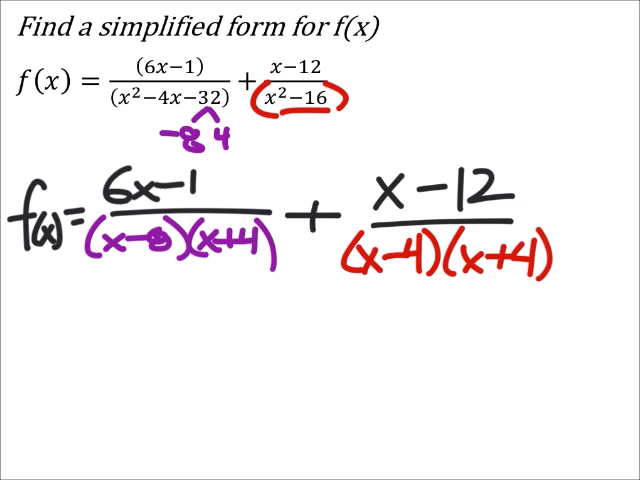 Find a simplified form for f(x)
f(x) = (6x−1)/(x²−4x−32) + x−12/x²−16
−8 4
f(x) = 6x−1/(x−8)(x+4) + x−12/(x−4)(x+4)